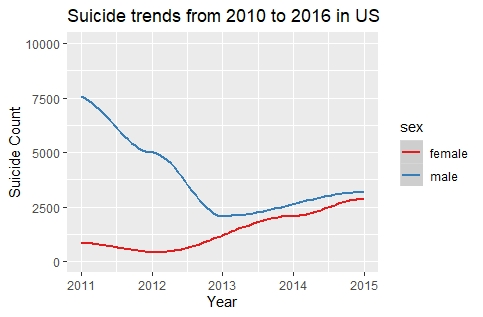 Suicide trends from 2010 to 2016 in US
10000
7500
5000
2500
0
Suicide Count
2011 2012 2013 2014 2015
Year
sex
female
male